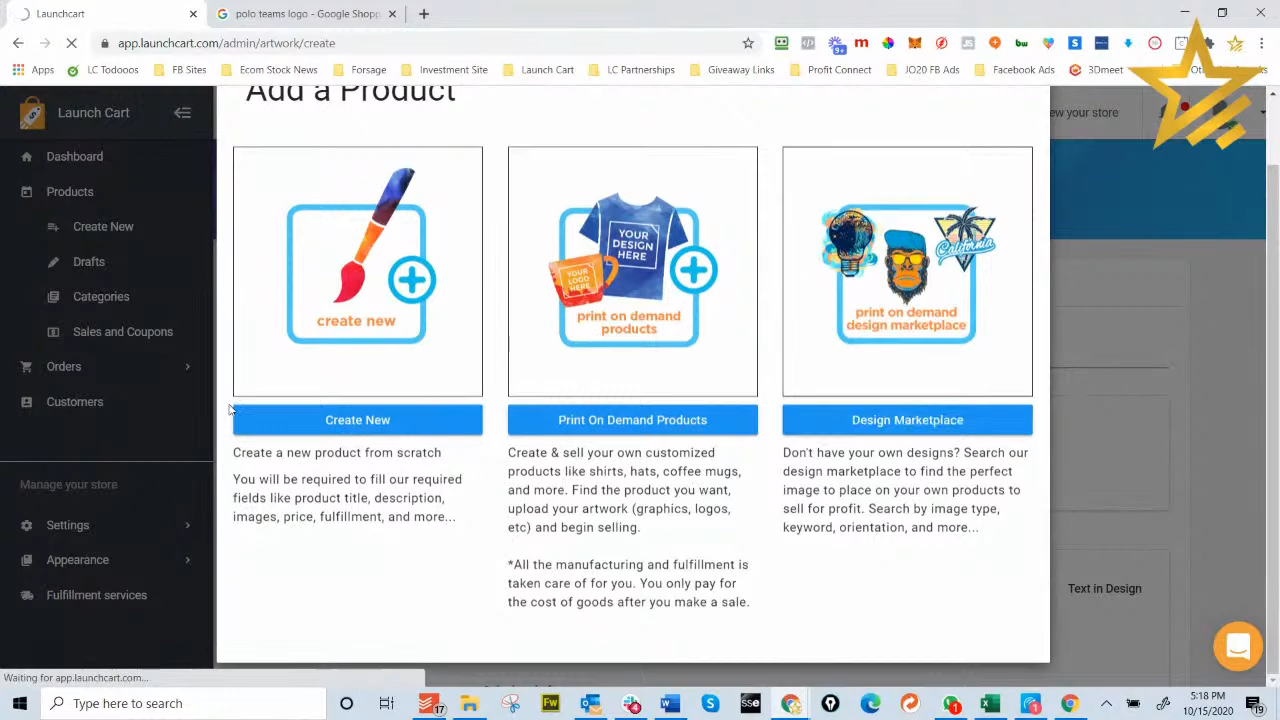 Launchcart
polo teams logo - Google Shopp
app.launchcart.com/admin/artwork/create
Apps
LC Todooos
FB Sites
Ecom Stock News
Forsage
Investment Site
Launch Cart
LC Partnerships
Giveaway Links
Profit Connect
JO20 FB Ads
Facebook Ads
3Dmeet
Launch Cart
Add a Product
ew your store
Dashboard
Products
Create New
Drafts
Categories
Sales and Coupons
Orders
Customers
Manage your store
Settings
Appearance
Fulfillment services
create new
YOUR
DESIGN
HERE
YOUR
LOGO
HERE
print on demand
products
California
print on demand
design marketplace
Create New
Print On Demand Products
Design Marketplace
Create a new product from scratch
You will be required to fill our required
fields like product title, description,
images, price, fulfillment, and more...
Create & sell your own customized
products like shirts, hats, coffee mugs,
and more. Find the product you want,
upload your artwork (graphics, logos,
etc) and begin selling.
*All the manufacturing and fulfillment is
taken care of for you. You only pay for
the cost of goods after you make a sale.
Don't have your own designs? Search our
design marketplace to find the perfect
image to place on your own products to
sell for profit. Search by image type,
keyword, orientation, and more...
Text in Design
Waiting for app.launchcart.com...
Type here to search
17
4
1
1
5:18 PM
10/15/2020
19